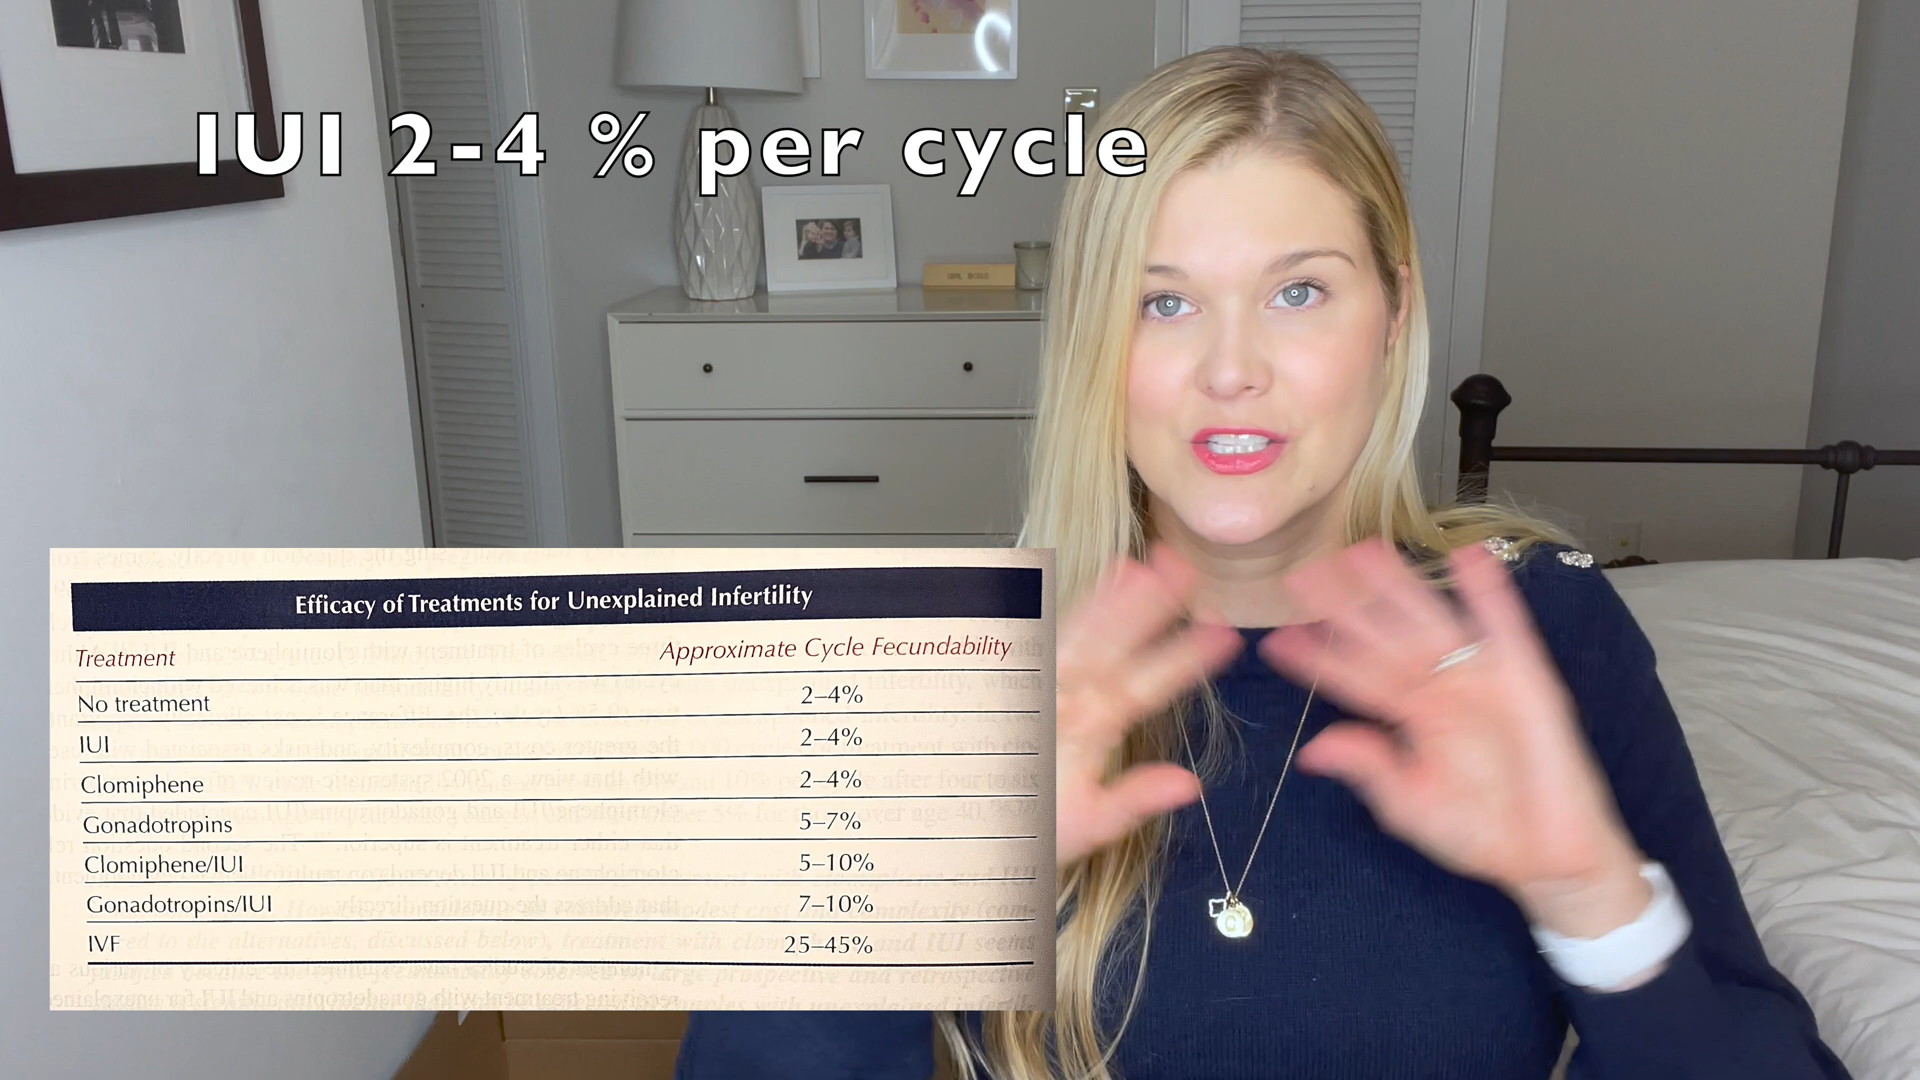 IUI 2-4 % per cycle
Efficacy of Treatments for Unexplained Infertility
Treatment Approximate Cycle Fecundability
No treatment 2–4%
IUI 2–4%
Clomiphene 2–4%
Gonadotropins 5–7%
Clomiphene/IUI 5–10%
Gonadotropins/IUI 7–10%
IVF 25–45%